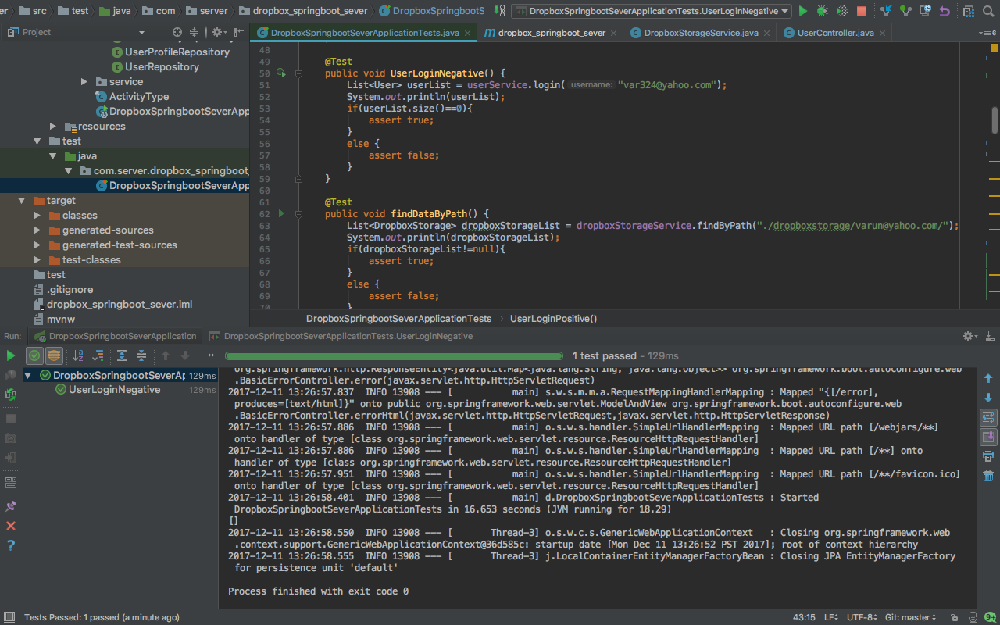 er src test java com server dropbox_springboot_sever DropboxSpringbootS DropboxSpringbootSeverApplicationTests.UserLoginNegative
Project
DropboxSpringbootSeverApplicationTests.java dropbox_springboot_sever DropboxStorageService.java UserController.java 6
UserProfileRepository
UserRepository
service
ActivityType
DropboxSpringbootSeverApp
resources
test
java
com.server.dropbox_springboot_
DropboxSpringbootSeverApp
target
classes
generated-sources
generated-test-sources
test-classes
test
.gitignore
dropbox_springboot_sever.iml
mvnw
48
49 @Test
50 public void UserLoginNegative() {
51 List<User> userList = userService.login( username: "var324@yahoo.com");
52 System.out.println(userList);
53 if(userList.size()==0){
54 assert true;
55 }
56 else {
57 assert false;
58 }
59 }
60
61 @Test
62 public void findDataByPath() {
63 List<DropboxStorage> dropboxStorageList = dropboxStorageService.findByPath("./dropboxstorage/varun@yahoo.com/");
64 System.out.println(dropboxStorageList);
65 if(dropboxStorageList!=null){
66 assert true;
67 }
68 else {
69 assert false;
70 }
DropboxSpringbootSeverApplicationTests › UserLoginPositive()
Run: DropboxSpringbootSeverApplication DropboxSpringbootSeverApplicationTests.UserLoginNegative
1 test passed - 129ms
DropboxSpringbootSeverAp 129ms
UserLoginNegative 129ms
org.springframework.http.ResponseEntity<java.util.Map<java.lang.String, java.lang.Object>> org.springframework.boot.autoconfigure.web
.BasicErrorController.error(javax.servlet.http.HttpServletRequest)
2017-12-11 13:26:57.837 INFO 13908 --- [ main] s.w.s.m.m.a.RequestMappingHandlerMapping : Mapped "{[/error],
produces=[text/html]}" onto public org.springframework.web.servlet.ModelAndView org.springframework.boot.autoconfigure.web
.BasicErrorController.errorHtml(javax.servlet.http.HttpServletRequest,javax.servlet.http.HttpServletResponse)
2017-12-11 13:26:57.886 INFO 13908 --- [ main] o.s.w.s.handler.SimpleUrlHandlerMapping : Mapped URL path [/webjars/**]
onto handler of type [class org.springframework.web.servlet.resource.ResourceHttpRequestHandler]
2017-12-11 13:26:57.886 INFO 13908 --- [ main] o.s.w.s.handler.SimpleUrlHandlerMapping : Mapped URL path [/**] onto
handler of type [class org.springframework.web.servlet.resource.ResourceHttpRequestHandler]
2017-12-11 13:26:57.951 INFO 13908 --- [ main] o.s.w.s.handler.SimpleUrlHandlerMapping : Mapped URL path [/**/favicon.ico]
onto handler of type [class org.springframework.web.servlet.resource.ResourceHttpRequestHandler]
2017-12-11 13:26:58.401 INFO 13908 --- [ main] d.DropboxSpringbootSeverApplicationTests : Started
DropboxSpringbootSeverApplicationTests in 16.653 seconds (JVM running for 18.29)
[]
2017-12-11 13:26:58.550 INFO 13908 --- [ Thread-3] o.s.w.c.s.GenericWebApplicationContext : Closing org.springframework.web
.context.support.GenericWebApplicationContext@36d585c: startup date [Mon Dec 11 13:26:52 PST 2017]; root of context hierarchy
2017-12-11 13:26:58.555 INFO 13908 --- [ Thread-3] j.LocalContainerEntityManagerFactoryBean : Closing JPA EntityManagerFactory
for persistence unit 'default'
Process finished with exit code 0
Tests Passed: 1 passed (a minute ago) 43:15 LF UTF-8 Git: master 9+